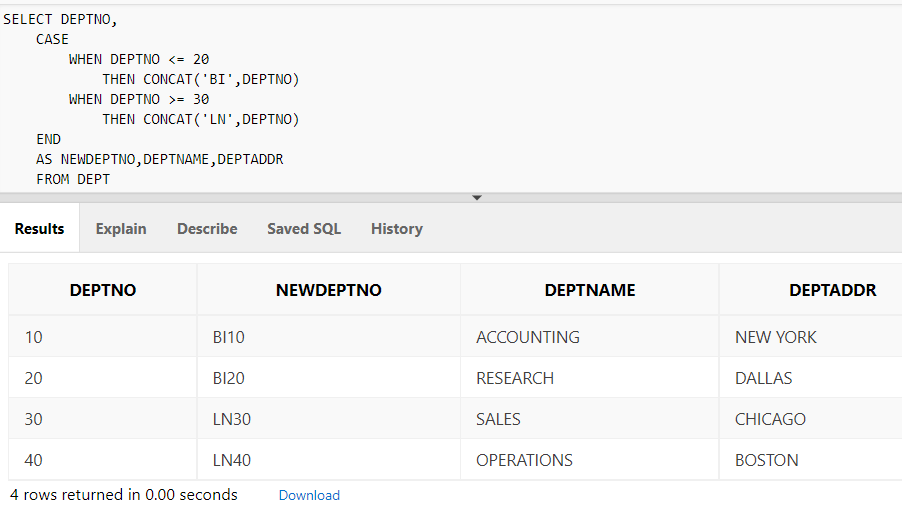 SELECT DEPTNO,
CASE
WHEN DEPTNO <= 20
THEN CONCAT('BI',DEPTNO)
WHEN DEPTNO >= 30
THEN CONCAT('LN',DEPTNO)
END
AS NEWDEPTNO,DEPTNAME,DEPTADDR
FROM DEPT
Results Explain Describe Saved SQL History
DEPTNO NEWDEPTNO DEPTNAME DEPTADDR
10 BI10 ACCOUNTING NEW YORK
20 BI20 RESEARCH DALLAS
30 LN30 SALES CHICAGO
40 LN40 OPERATIONS BOSTON
4 rows returned in 0.00 seconds Download